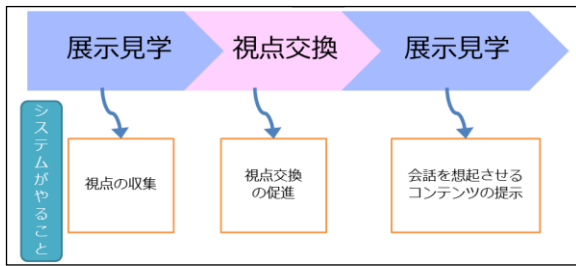 展示見学
視点交換
展示見学
システムがやること
視点の収集
視点交換
の促進
会話を想起させる
コンテンツの提示